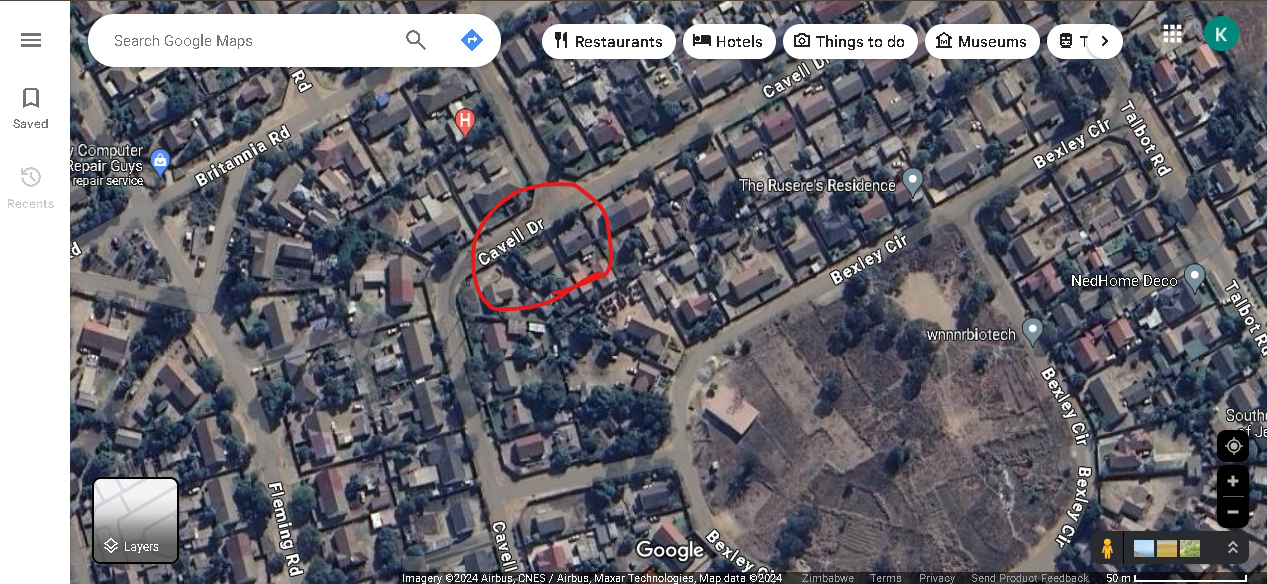 Search Google Maps
Restaurants
Hotels
Things to do
Museums
T
K
Saved
Recents
Rd
H
Cavell Dr
Talbot Rd
Bexley Cir
Britannia Rd
y Computer
Repair Guys
repair service
The Rusere's Residence
Cavell Dr
Bexley Cir
Rd
NedHome Deco
Talbot Rd
wnnnrbiotech
Bexley Cir
South
of Je
Bexley Cir
Fleming Rd
Cavell
Layers
Google
Bexley Cir
Imagery ©2024 Airbus, CNES / Airbus, Maxar Technologies, Map data ©2024
Zimbabwe
Terms
Privacy
Send Product Feedback
50 m